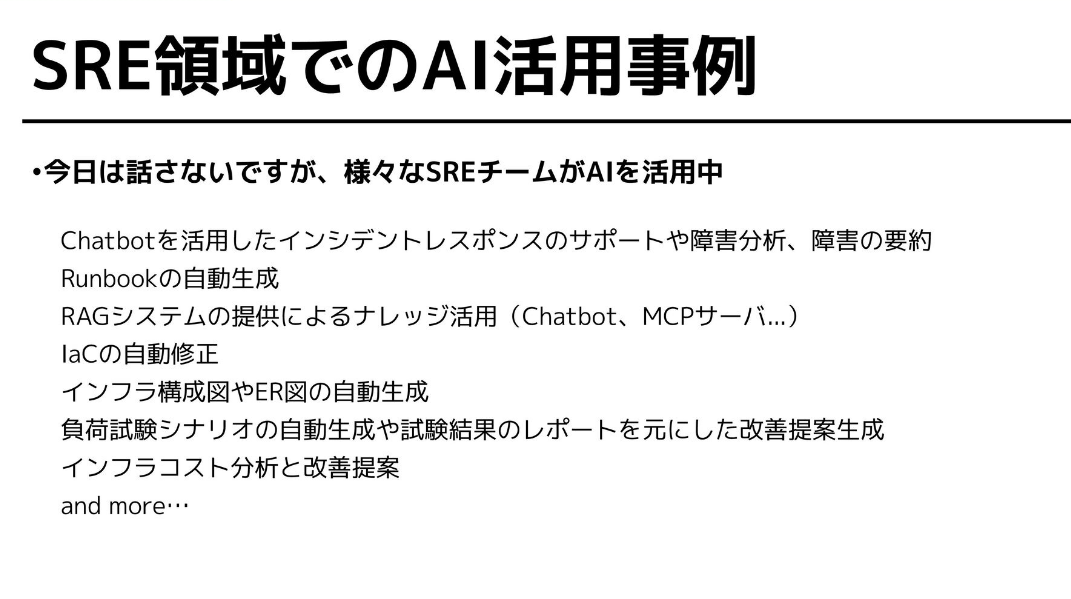 SRE領域でのAI活用事例
•今日は話さないですが、様々なSREチームがAIを活用中
Chatbotを活用したインシデントレスポンスのサポートや障害分析、障害の要約
Runbookの自動生成
RAGシステムの提供によるナレッジ活用（Chatbot、MCPサーバ...）
IaCの自動修正
インフラ構成図やER図の自動生成
負荷試験シナリオの自動生成や試験結果のレポートを元にした改善提案生成
インフラコスト分析と改善提案
and more…